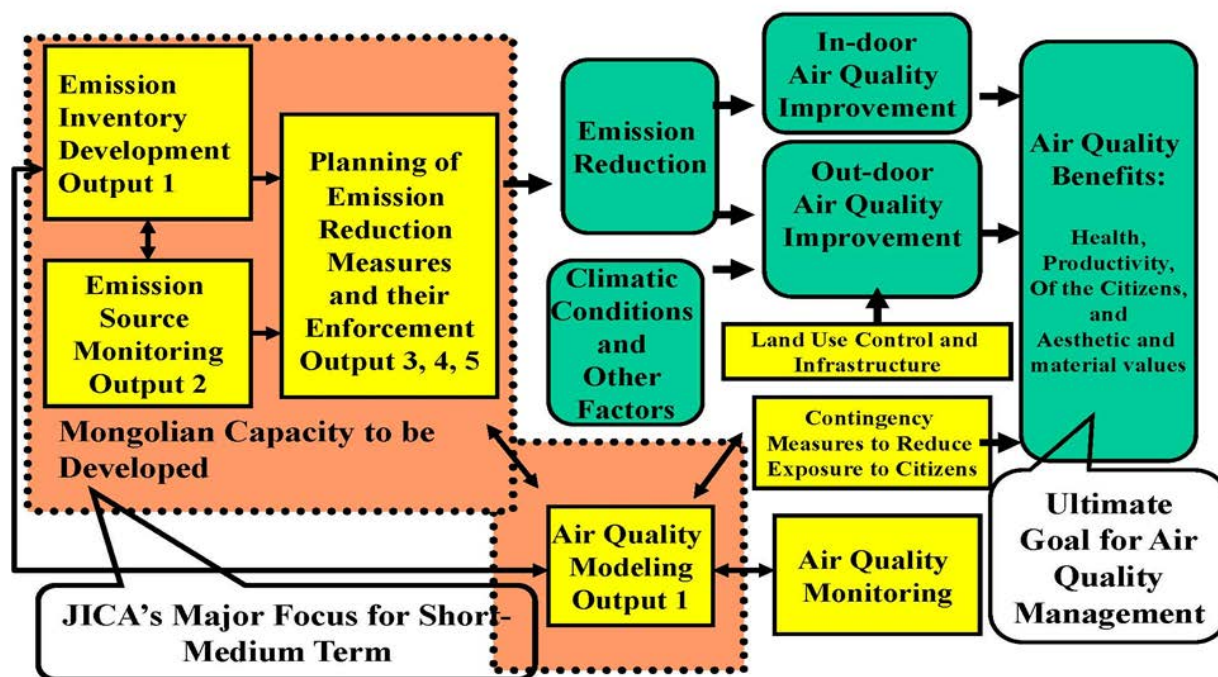 Emission
Inventory
Development
Output 1
Emission
Source
Monitoring
Output 2
Planning of
Emission
Reduction
Measures
and their
Enforcement
Output 3, 4, 5
Mongolian Capacity to be
Developed
JICA's Major Focus for Short-
Medium Term
Emission
Reduction
Climatic
Conditions
and
Other
Factors
In-door
Air Quality
Improvement
Out-door
Air Quality
Improvement
Land Use Control and
Infrastructure
Contingency
Measures to Reduce
Exposure to Citizens
Air Quality
Modeling
Output 1
Air Quality
Monitoring
Air Quality
Benefits:
Health,
Productivity,
Of the Citizens,
and
Aesthetic and
material values
Ultimate
Goal for Air
Quality
Management